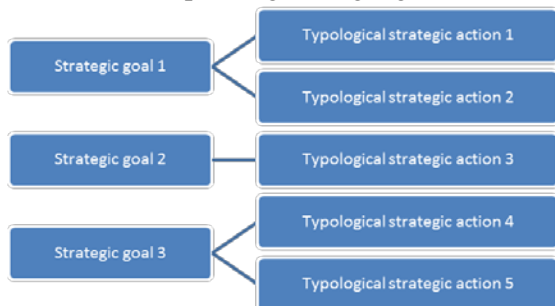 Strategic goal 1
Typological strategic action 1
Typological strategic action 2
Strategic goal 2
Typological strategic action 3
Strategic goal 3
Typological strategic action 4
Typological strategic action 5